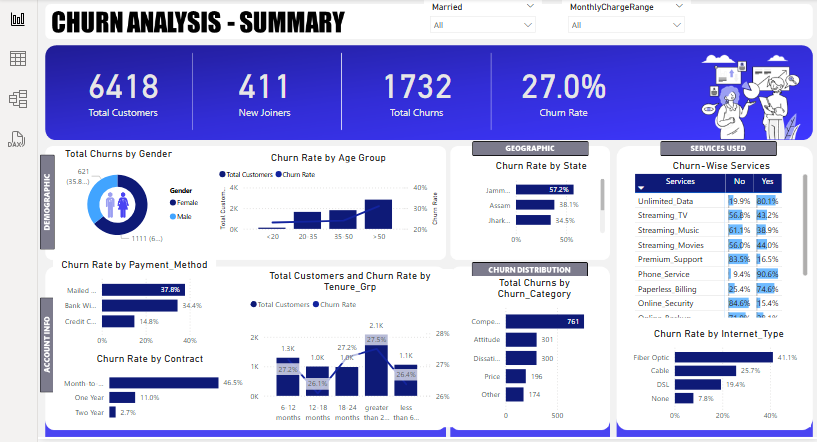 CHURN ANALYSIS - SUMMARY
Married
All
MonthlyChargeRange
All
6418
Total Customers
411
New Joiners
1732
Total Churns
27.0%
Churn Rate
DAX
DEMOGRAPHIC
Total Churns by Gender
621
(35.8...)
1111 (6...)
Gender
Female
Male
Churn Rate by Age Group
Total Customers Churn Rate
Total Custom...
4K
2K
0K
<20 20-35 35-50 >50
40%
30%
20%
Churn Rate
GEOGRAPHIC
Churn Rate by State
Jamm... 57.2%
Assam 38.1%
Jhark... 34.5%
0% 50%
SERVICES USED
Churn-Wise Services
Services No Yes
Unlimited_Data 19.9% 80.1%
Streaming_TV 56.8% 43.2%
Streaming_Music 61.1% 38.9%
Streaming_Movies 56.0% 44.0%
Premium_Support 83.5% 16.5%
Phone_Service 9.4% 90.6%
Paperless_Billing 25.4% 74.6%
Online_Security 84.6% 15.4%
ACCOUNT INFO
Churn Rate by Payment_Method
Mailed ... 37.8%
Bank Wi... 34.4%
Credit C... 14.8%
0% 20% 40%
Churn Rate by Contract
Month-to-... 46.5%
One Year 11.0%
Two Year 2.7%
Total Customers and Churn Rate by
Tenure_Grp
Total Customers Churn Rate
2K
1K
0K
1.3K 1.0K 1.0K 2.1K 1.1K
27.2% 26.1% 27.2% 27.5% 26.4%
28%
27%
26%
6-12 12-18 18-24 greater less
months months months than 2... than 6...
CHURN DISTRIBUTION
Total Churns by
Churn_Category
Compe... 761
Attitude 301
Dissati... 300
Price 196
Other 174
0 500
Churn Rate by Internet_Type
Fiber Optic 41.1%
Cable 25.7%
DSL 19.4%
None 7.8%
0% 20% 40%